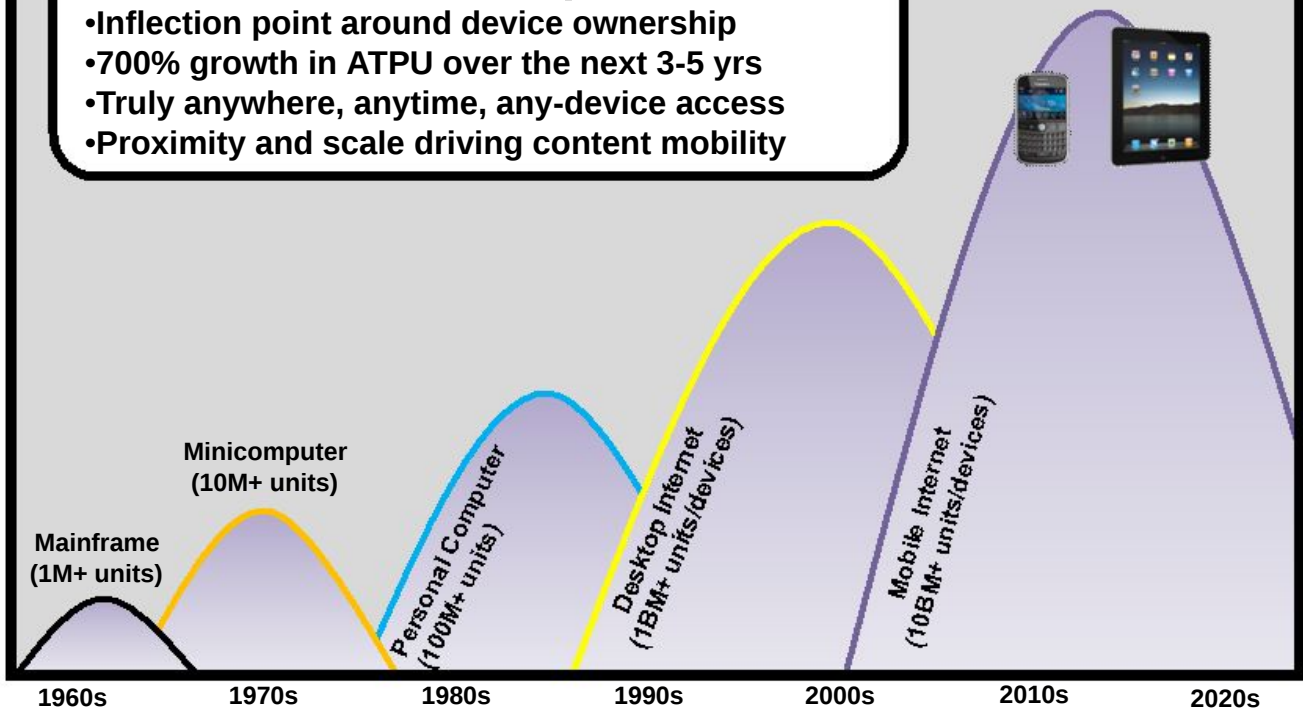 •Inflection point around device ownership
•700% growth in ATPU over the next 3-5 yrs
•Truly anywhere, anytime, any-device access
•Proximity and scale driving content mobility
Minicomputer
(10M+ units)
Mainframe
(1M+ units)
Personal Computer
(100M+ units)
Desktop Internet
(1BM+ units/devices)
Mobile Internet
(10BM+ units/devices)
1960s
1970s
1980s
1990s
2000s
2010s
2020s